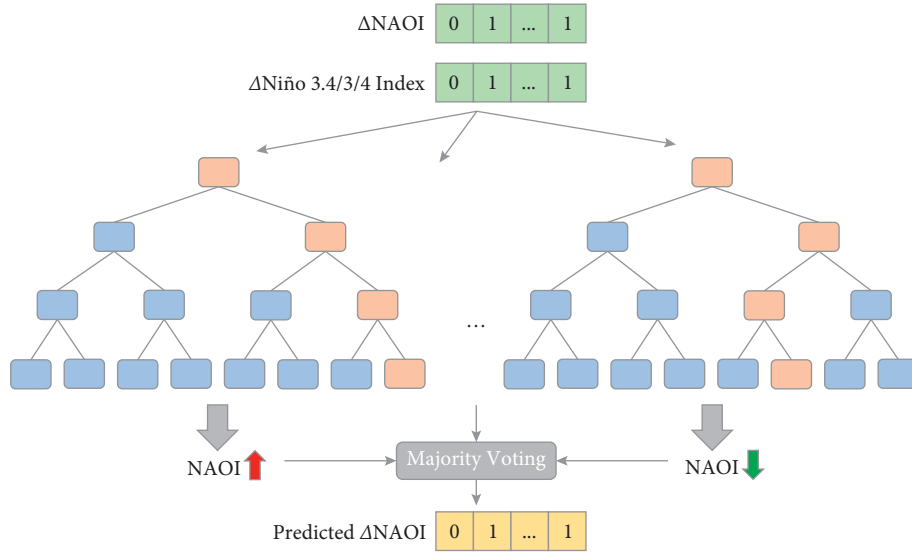 ΔNAOI 0 1 ... 1
ΔNiño 3.4/3/4 Index 0 1 ... 1
...
NAOI Majority Voting NAOI
Predicted ΔNAOI 0 1 ... 1